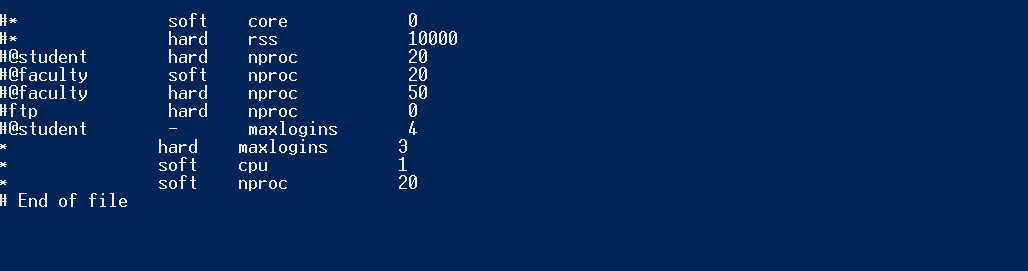 #*               soft    core            0
#*               hard    rss             10000
#@student        hard    nproc           20
#@faculty        soft    nproc           20
#@faculty        hard    nproc           50
#ftp             hard    nproc           0
#@student        -       maxlogins       4
*               hard    maxlogins       3
*               soft    cpu             1
*               soft    nproc           20
# End of file